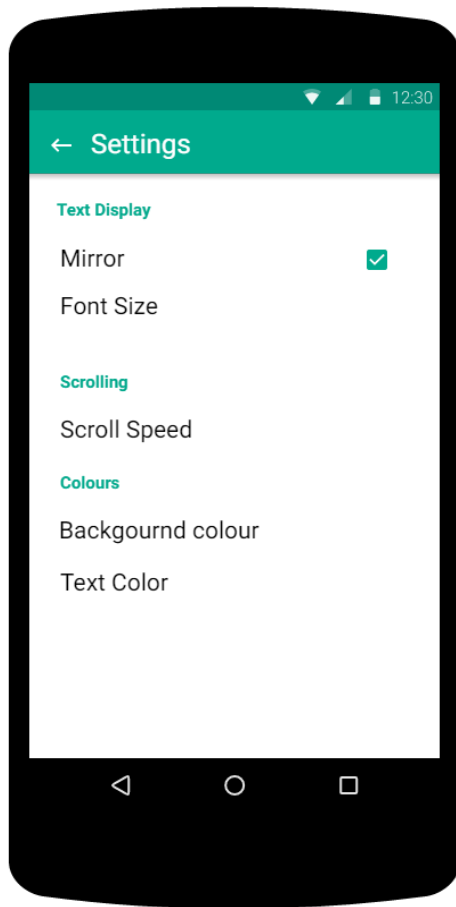 12:30
Settings
Text Display
Mirror
Font Size
Scrolling
Scroll Speed
Colours
Backgournd colour
Text Color